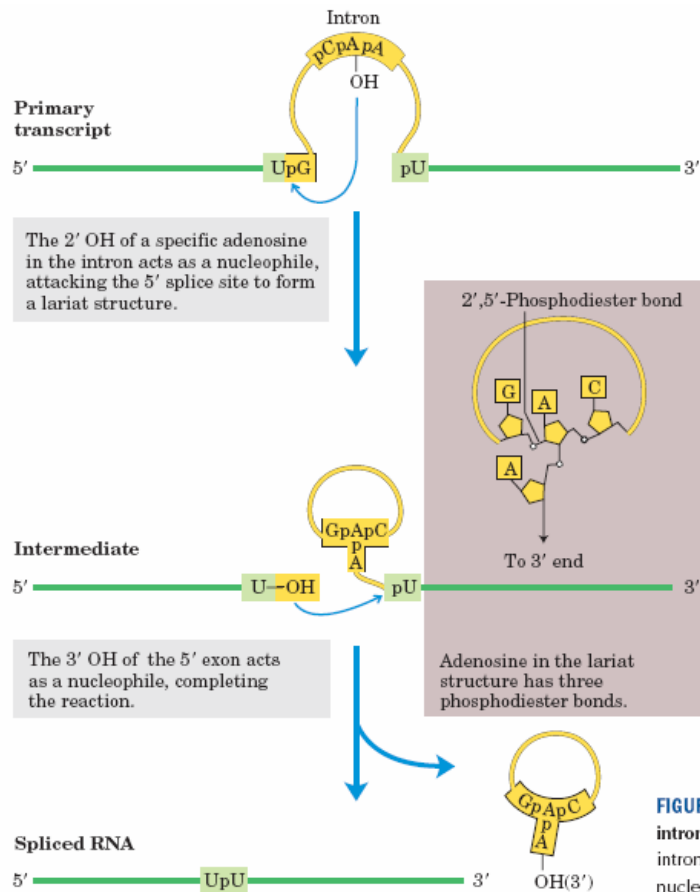 Intron
pCpApA
OH
Primary
transcript
5′
UpG
pU
3′
The 2′ OH of a specific adenosine
in the intron acts as a nucleophile,
attacking the 5′ splice site to form
a lariat structure.
2′,5′-Phosphodiester bond
G
A
C
A
To 3′ end
Adenosine in the lariat
structure has three
phosphodiester bonds.
GpApC
p
A
Intermediate
5′
U
OH
pU
3′
The 3′ OH of the 5′ exon acts
as a nucleophile, completing
the reaction.
GpApC
p
A
OH(3′)
Spliced RNA
5′
UpU
3′
FIGUR
intron
intron
nucle